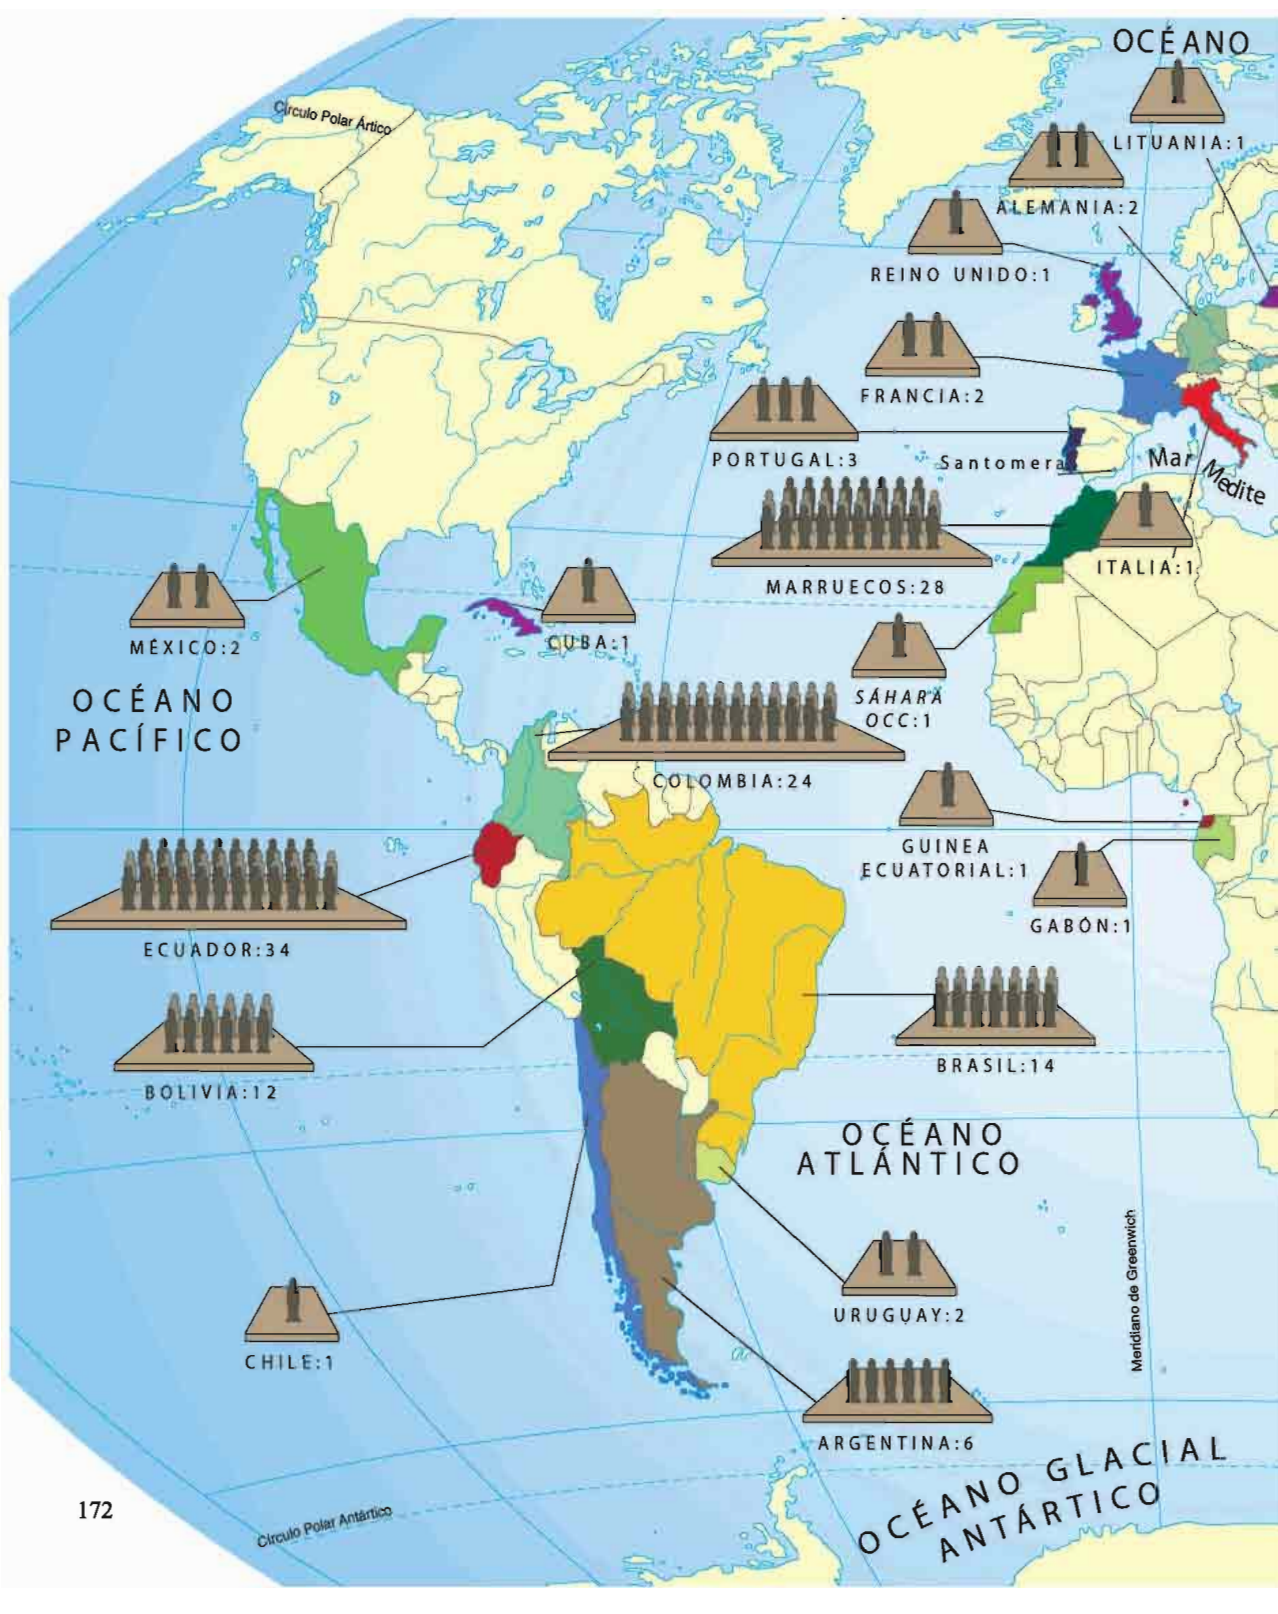 OCÉANO
Círculo Polar Ártico
LITUANIA:1
ALEMANIA:2
REINO UNIDO:1
FRANCIA:2
PORTUGAL:3
Santomera
Mar Medite
MARRUECOS:28
ITALIA:1
MÉXICO:2
CUBA:1
SÁHARA
OCC:1
OCÉANO
PACÍFICO
COLOMBIA:24
GUINEA
ECUATORIAL:1
GABÓN:1
ECUADOR:34
BRASIL:14
BOLIVIA:12
OCÉANO
ATLÁNTICO
Meridiano de Greenwich
URUGUAY:2
CHILE:1
ARGENTINA:6
OCÉANO GLACIAL
ANTÁRTICO
172
Círculo Polar Antártico